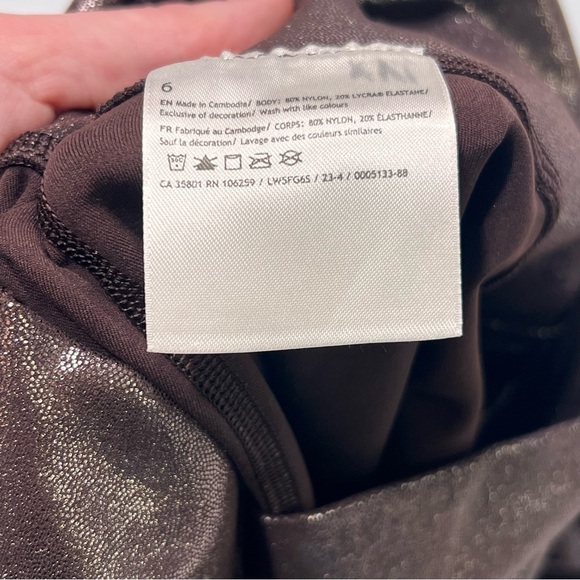 6
EN Made in Cambodia/ BODY: 80% NYLON, 20% LYCRA® ELASTANE/
Exclusive of decoration/ Wash with like colours
FR Fabriqué au Cambodge/ CORPS: 80% NYLON, 20% ÉLASTHANNE/
Sauf la décoration/ Lavage avec des couleurs similaires
CA 35801 RN 106259 / LW5FG6S / 23-4 / 0005133-88